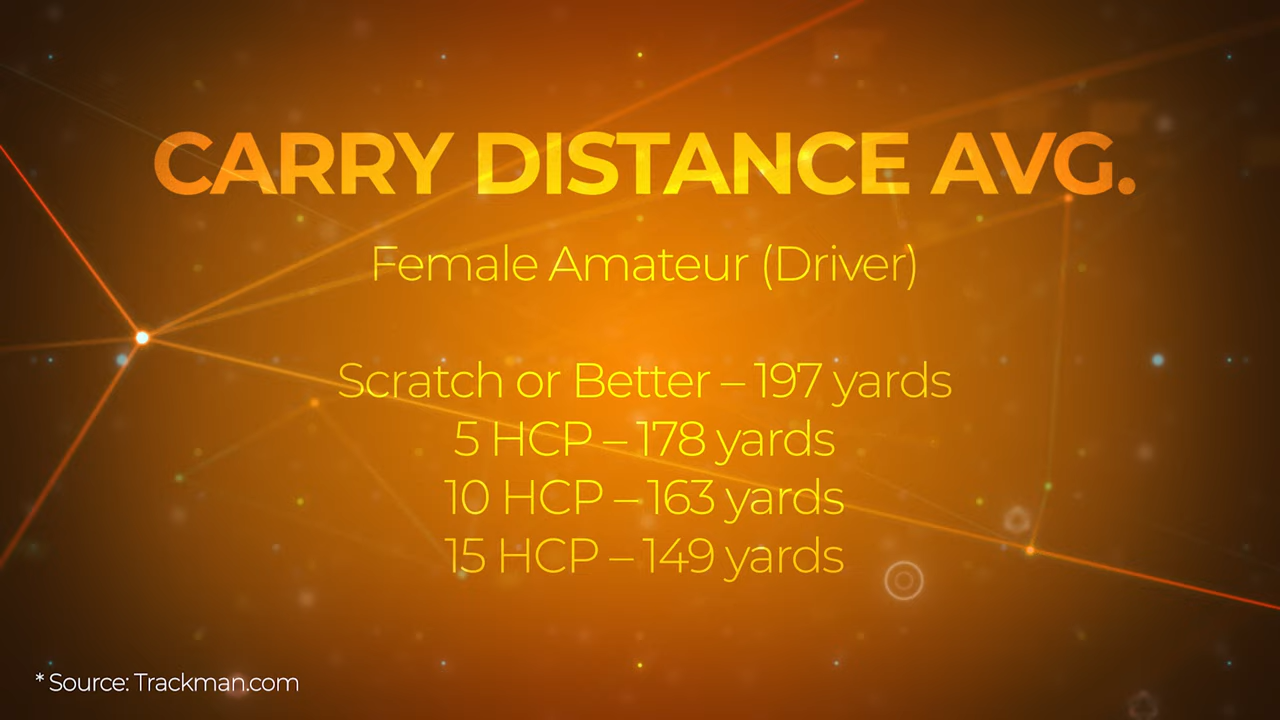 CARRY DISTANCE AVG.
Female Amateur (Driver)
Scratch or Better – 197 yards
5 HCP – 178 yards
10 HCP – 163 yards
15 HCP – 149 yards
* Source: Trackman.com